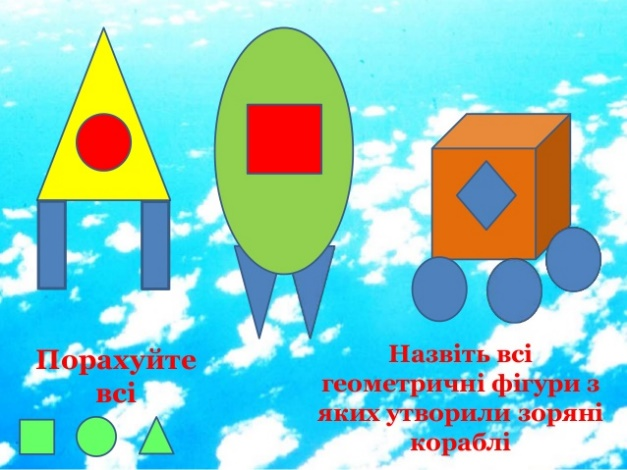 Порахуйте
всі
Назвіть всі
геометричні фігури з
яких утворили зоряні
кораблі